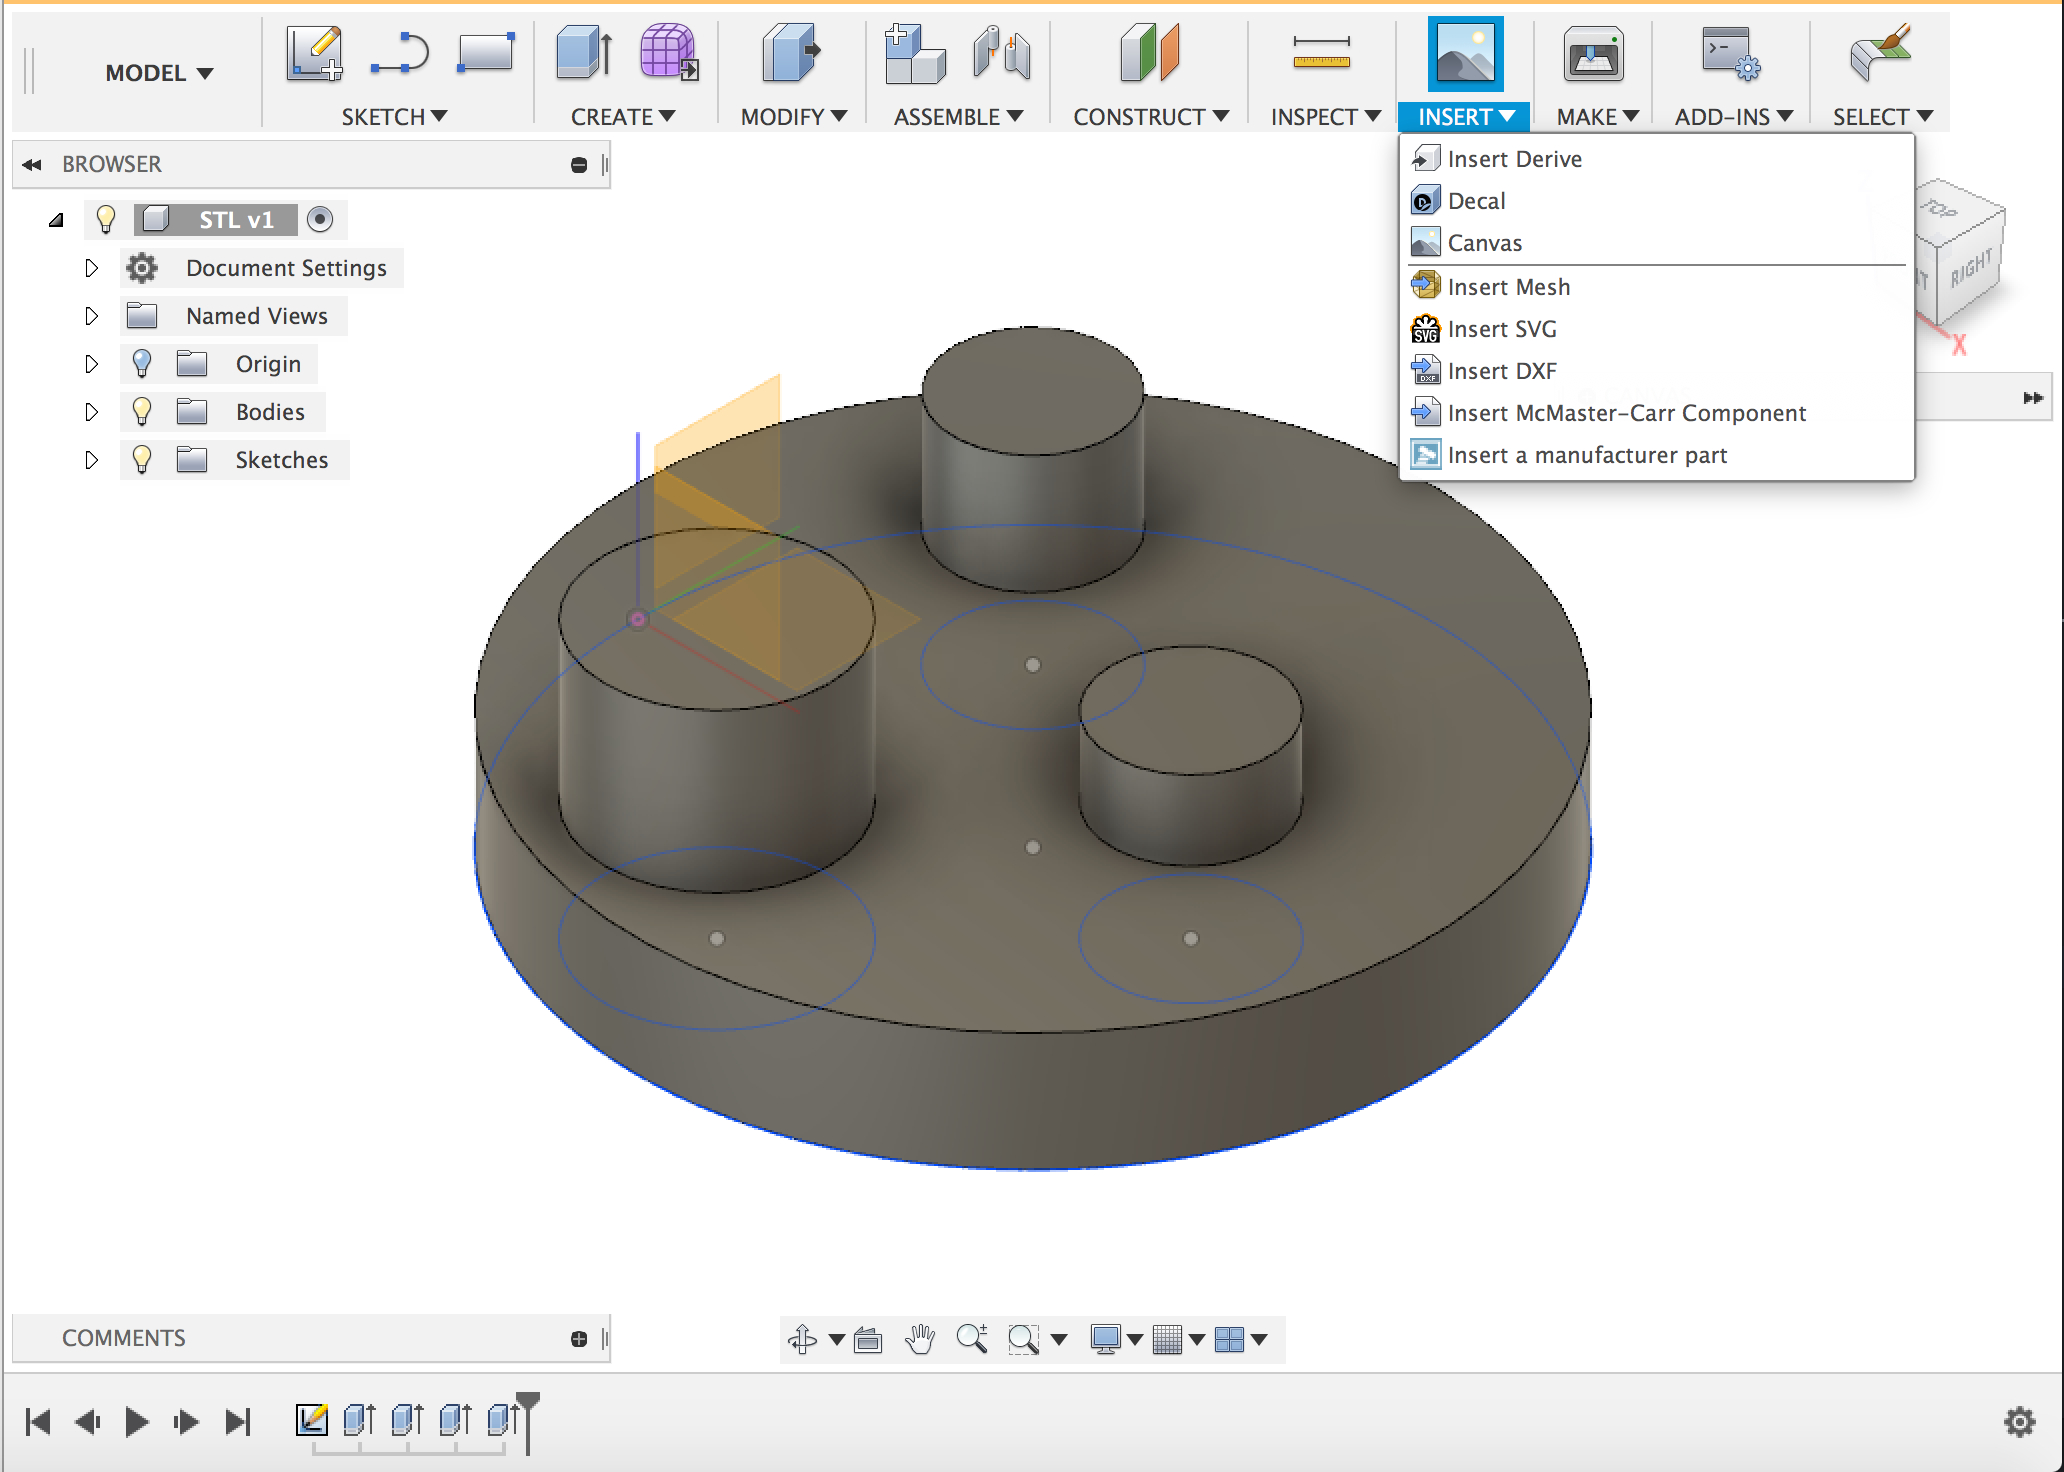 MODEL
SKETCH
CREATE
MODIFY
ASSEMBLE
CONSTRUCT
INSPECT
INSERT
MAKE
ADD-INS
SELECT
BROWSER
STL v1
Document Settings
Named Views
Origin
Bodies
Sketches
Insert Derive
Decal
Canvas
Insert Mesh
SVG
Insert SVG
DXF
Insert DXF
Insert McMaster-Carr Component
Insert a manufacturer part
TOP
RIGHT
X
COMMENTS